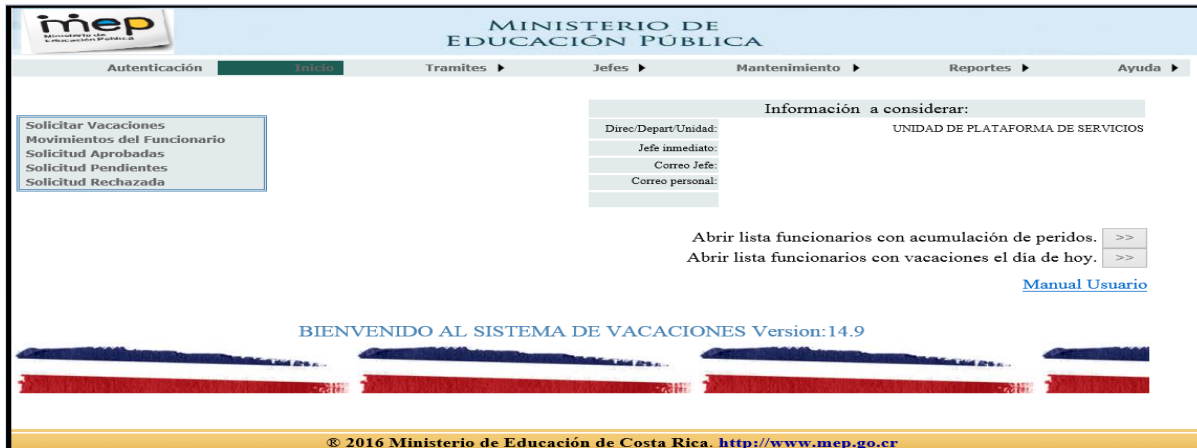 mep
Ministerio de
Educación Pública
MINISTERIO DE
EDUCACIÓN PÚBLICA
Autenticación Inicio Tramites Jefes Mantenimiento Reportes Ayuda
Solicitar Vacaciones
Movimientos del Funcionario
Solicitud Aprobadas
Solicitud Pendientes
Solicitud Rechazada
Información a considerar:
Direc/Depart/Unidad: UNIDAD DE PLATAFORMA DE SERVICIOS
Jefe inmediato:
Correo Jefe:
Correo personal:
Abrir lista funcionarios con acumulación de peridos. >>
Abrir lista funcionarios con vacaciones el dia de hoy. >>
Manual Usuario
BIENVENIDO AL SISTEMA DE VACACIONES Version:14.9
® 2016 Ministerio de Educación de Costa Rica. http://www.mep.go.cr